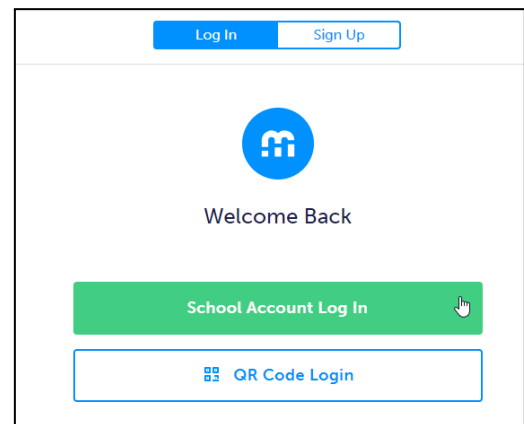 Log In Sign Up
Welcome Back
School Account Log In
QR Code Login